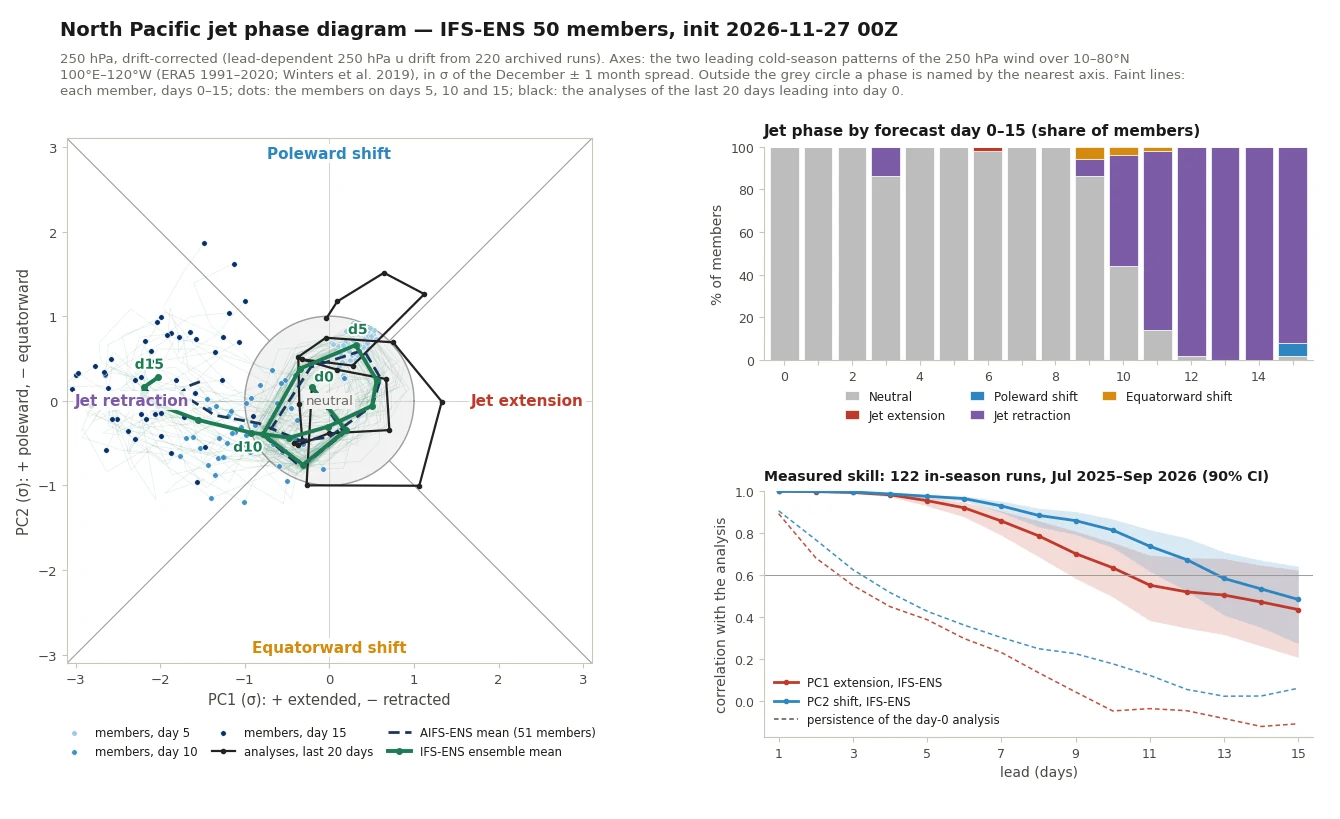 North Pacific jet phase diagram — IFS-ENS 50 members, init 2026-11-27 00Z
250 hPa, drift-corrected (lead-dependent 250 hPa u drift from 220 archived runs). Axes: the two leading cold-season patterns of the 250 hPa wind over 10–80°N
100°E–120°W (ERA5 1991–2020; Winters et al. 2019), in σ of the December ± 1 month spread. Outside the grey circle a phase is named by the nearest axis. Faint lines:
each member, days 0–15; dots: the members on days 5, 10 and 15; black: the analyses of the last 20 days leading into day 0.
3
2
1
0
−1
−2
−3
PC2 (σ): + poleward, − equatorward
Poleward shift
d5
d15
d0
Jet retraction
neutral
Jet extension
d10
Equatorward shift
−3 −2 −1 0 1 2 3
PC1 (σ): + extended, − retracted
members, day 5
members, day 10
members, day 15
analyses, last 20 days
AIFS-ENS mean (51 members)
IFS-ENS ensemble mean
Jet phase by forecast day 0–15 (share of members)
100
80
60
40
20
0
% of members
0 2 4 6 8 10 12 14
Neutral
Jet extension
Poleward shift
Jet retraction
Equatorward shift
Measured skill: 122 in-season runs, Jul 2025–Sep 2026 (90% CI)
1.0
0.8
0.6
0.4
0.2
0.0
correlation with the analysis
PC1 extension, IFS-ENS
PC2 shift, IFS-ENS
persistence of the day-0 analysis
1 3 5 7 9 11 13 15
lead (days)